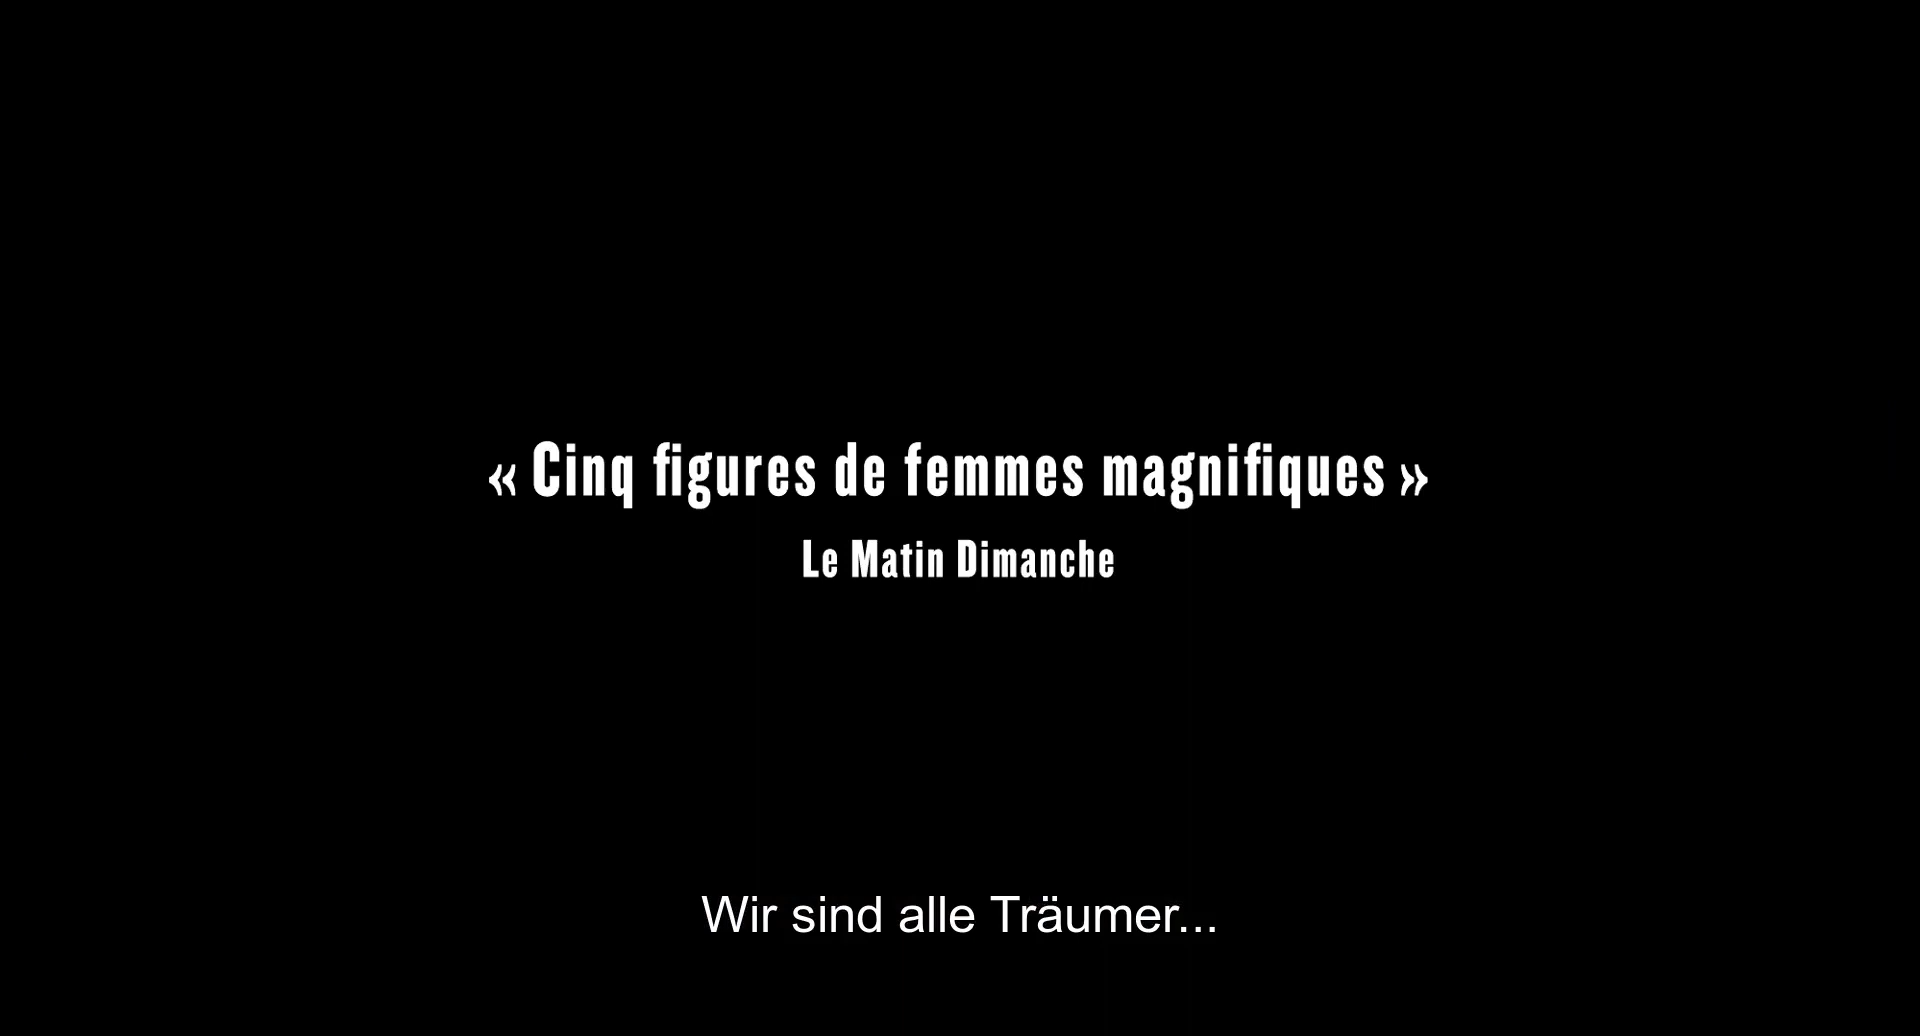 « Cinq figures de femmes magnifiques »
Le Matin Dimanche
Wir sind alle Träumer...